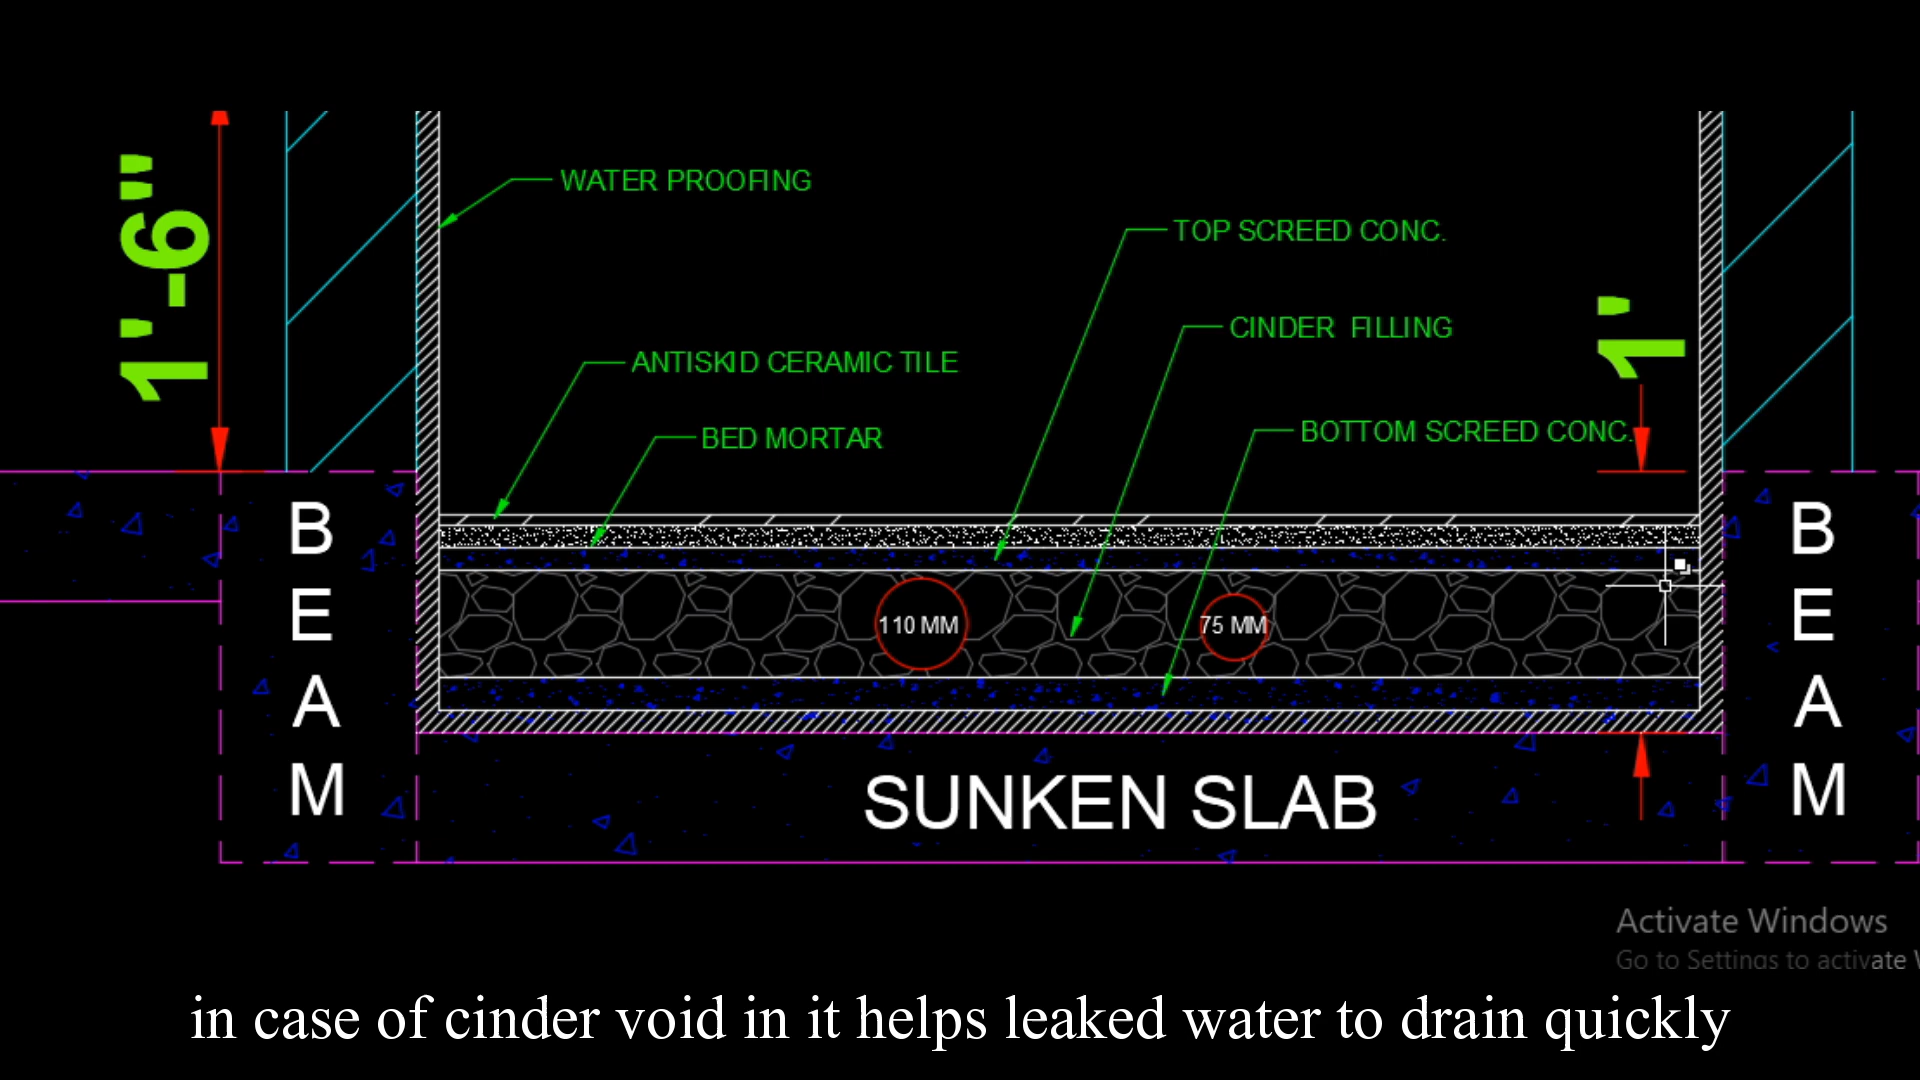 1'-6"
WATER PROOFING
TOP SCREED CONC.
1'
CINDER FILLING
ANTISKID CERAMIC TILE
BED MORTAR
BOTTOM SCREED CONC.
BEAM
BEAM
110 MM
75 MM
SUNKEN SLAB
Activate Windows
Go to Settings to activate
in case of cinder void in it helps leaked water to drain quickly